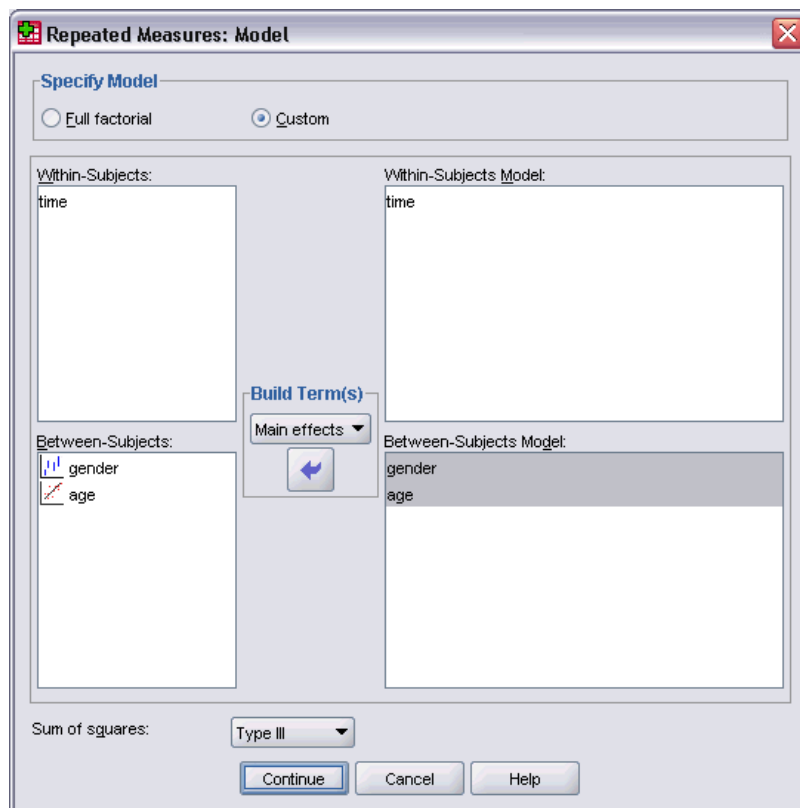 Repeated Measures: Model
Specify Model
Full factorial
Custom
Within-Subjects:
time
Within-Subjects Model:
time
Build Term(s)
Main effects
Between-Subjects:
gender
age
Between-Subjects Model:
gender
age
Sum of squares:
Type III
Continue
Cancel
Help